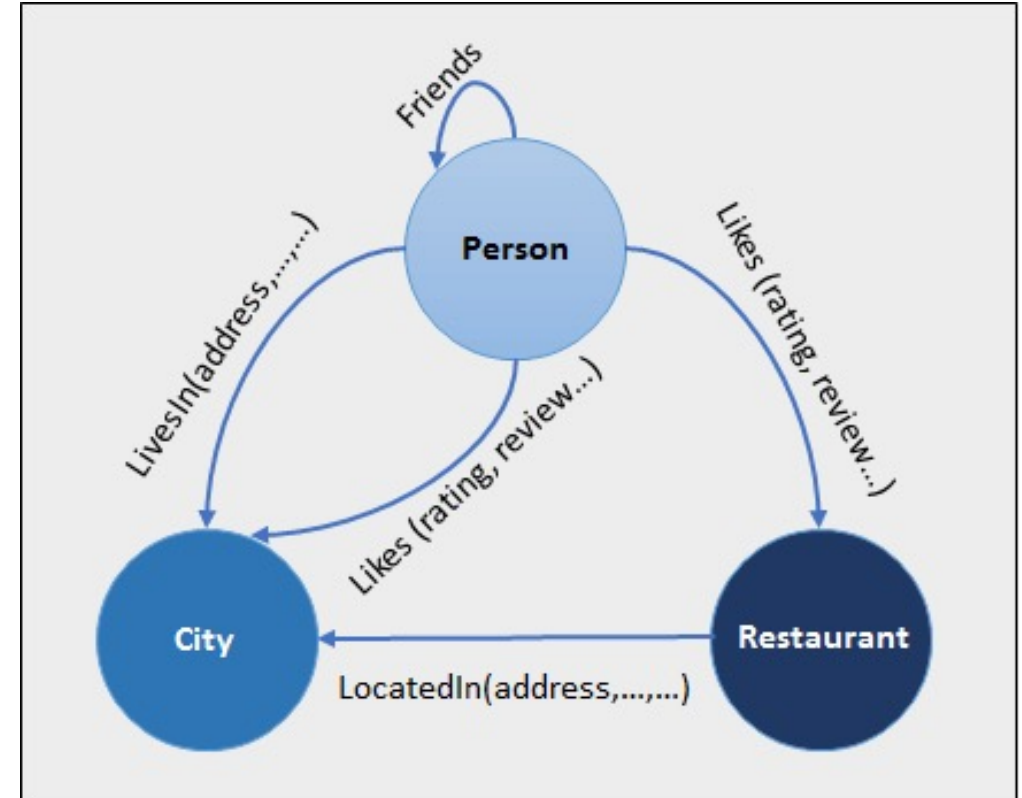 Friends
Person
LivesIn(address,...,...)
Likes (rating, review...)
Likes (rating, review...)
City
Restaurant
LocatedIn(address,...,...)